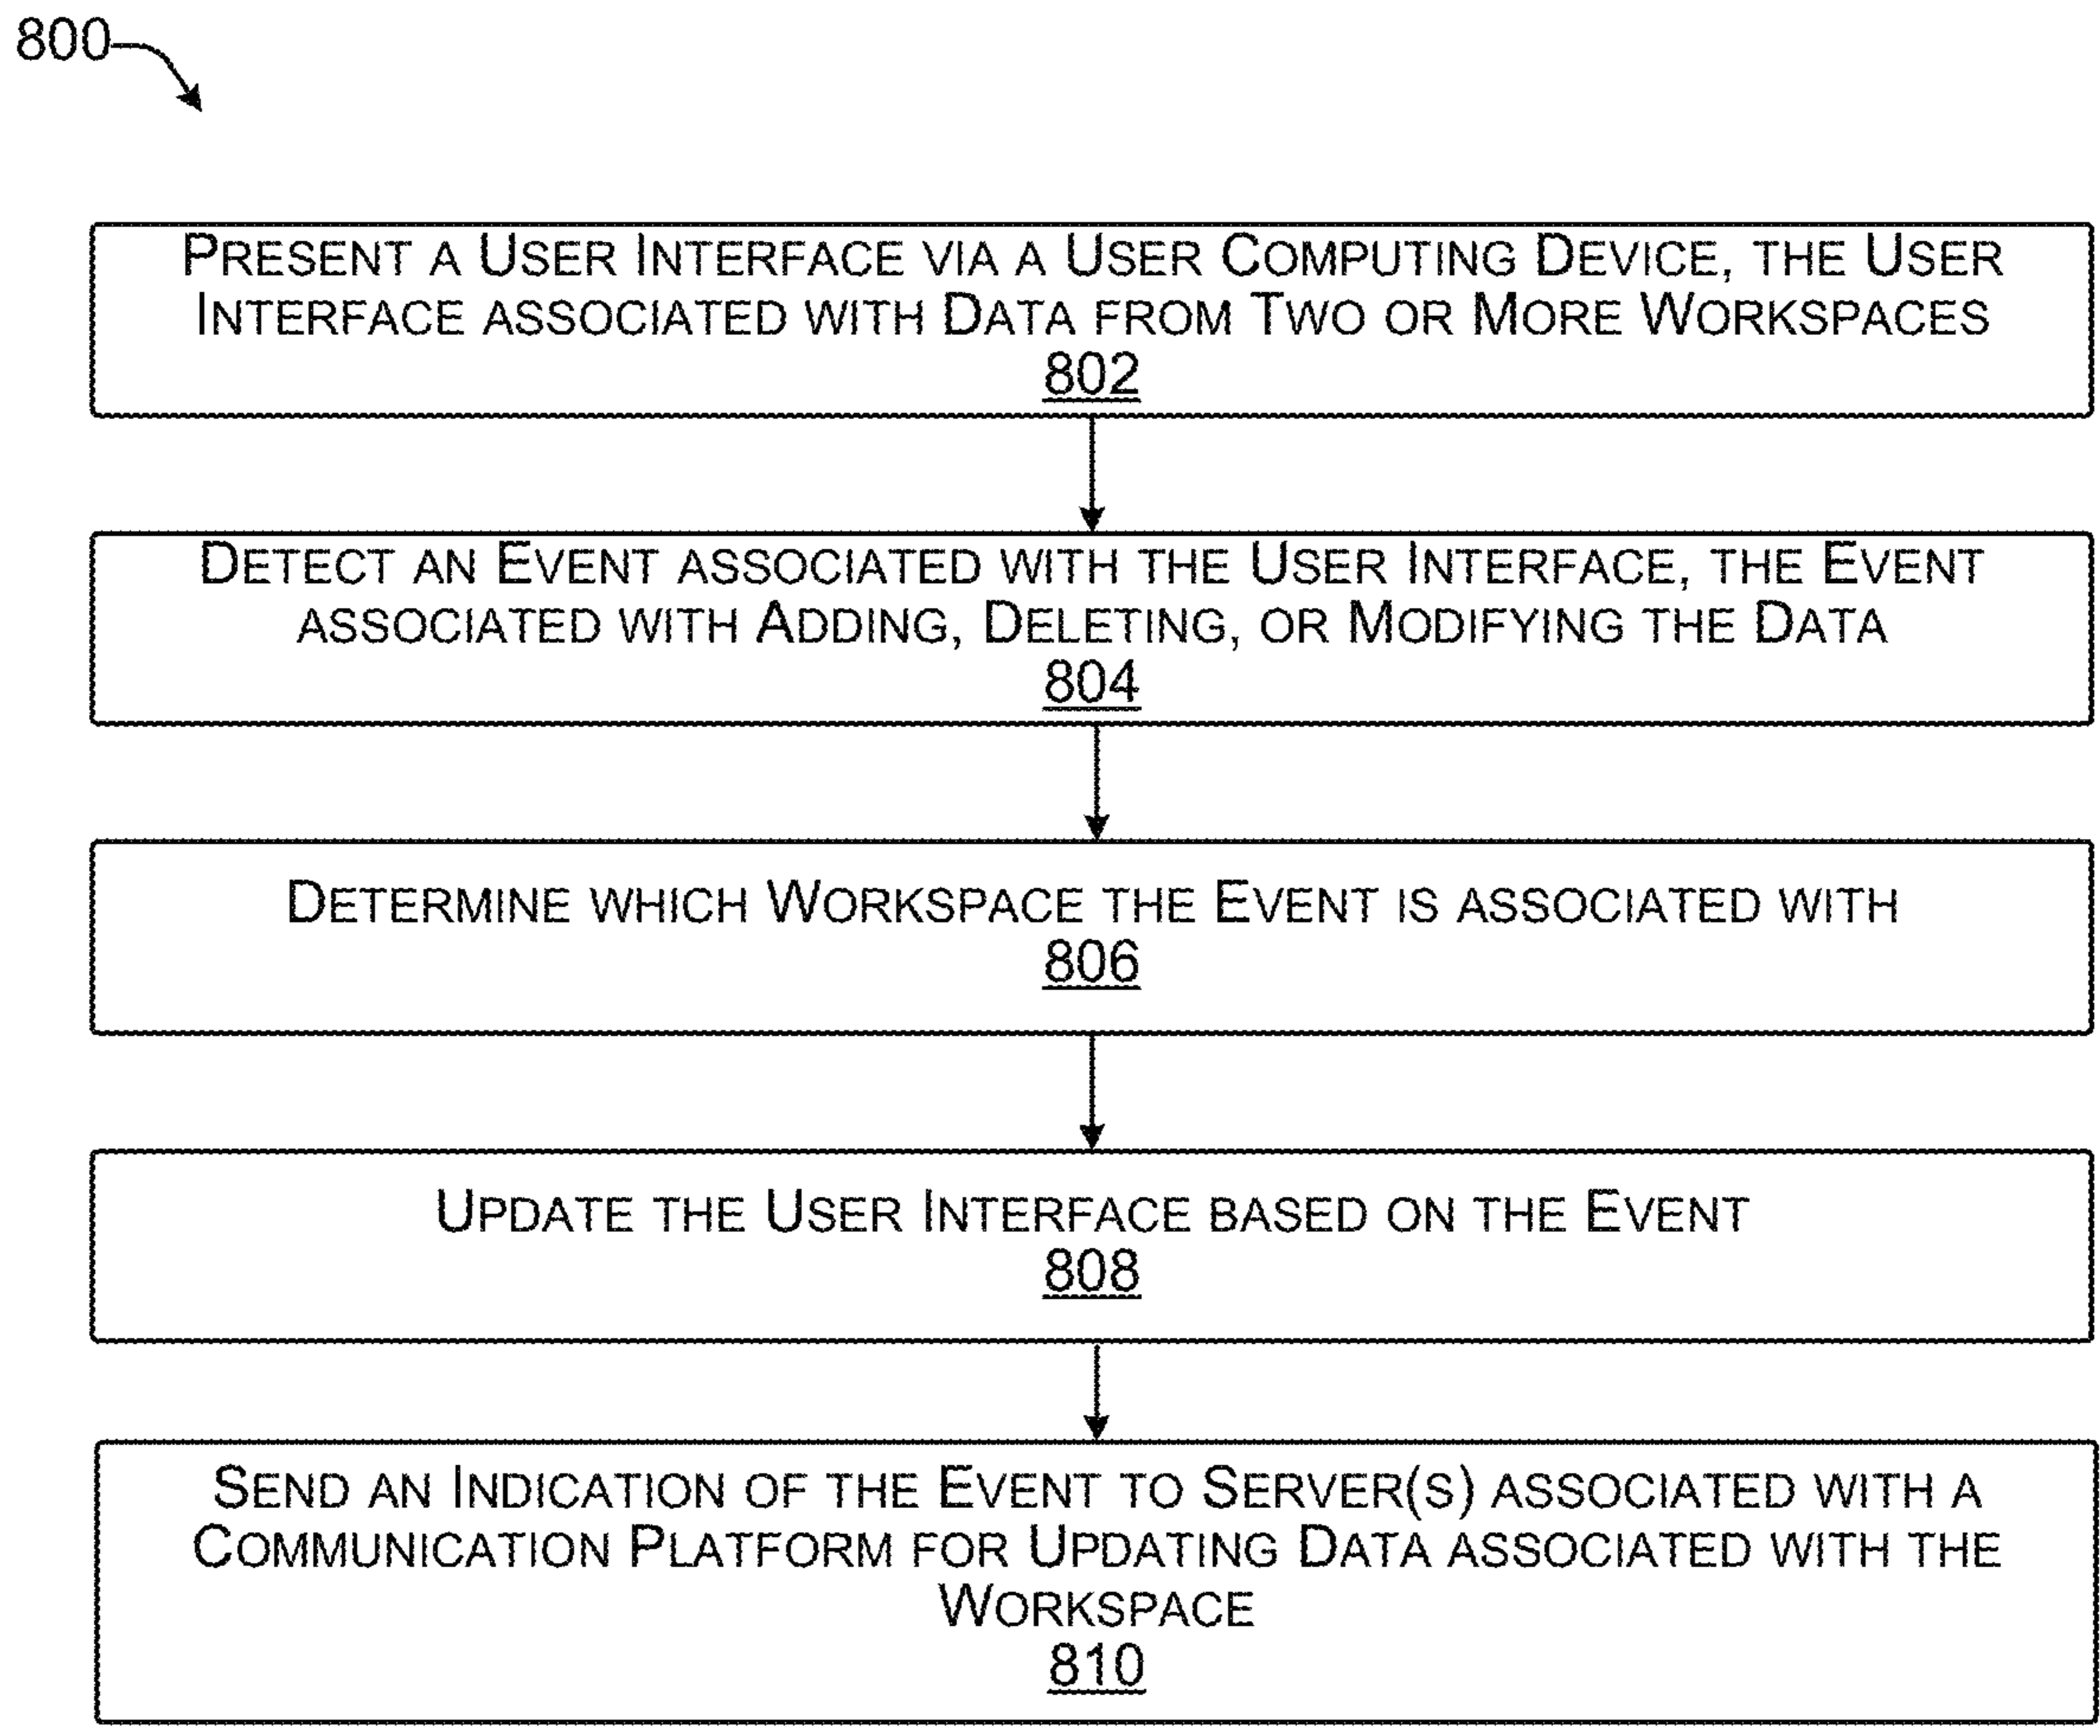 800
PRESENT A USER INTERFACE VIA A USER COMPUTING DEVICE, THE USER
INTERFACE ASSOCIATED WITH DATA FROM TWO OR MORE WORKSPACES
802
DETECT AN EVENT ASSOCIATED WITH THE USER INTERFACE, THE EVENT
ASSOCIATED WITH ADDING, DELETING, OR MODIFYING THE DATA
804
DETERMINE WHICH WORKSPACE THE EVENT IS ASSOCIATED WITH
806
UPDATE THE USER INTERFACE BASED ON THE EVENT
808
SEND AN INDICATION OF THE EVENT TO SERVER(S) ASSOCIATED WITH A
COMMUNICATION PLATFORM FOR UPDATING DATA ASSOCIATED WITH THE
WORKSPACE
810